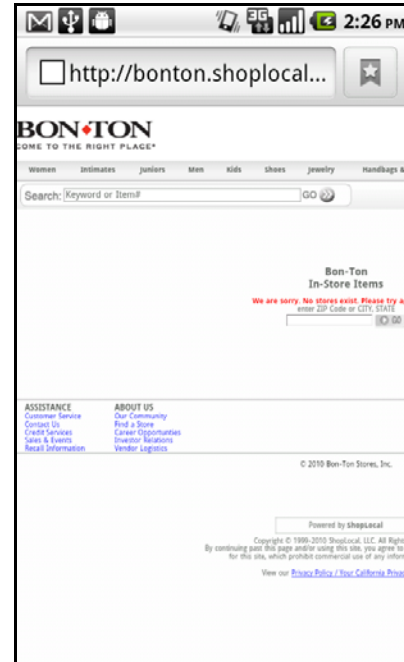 3G
2:26 PM
http://bonton.shoplocal...
BON TON
COME TO THE RIGHT PLACE
Women Intimates Juniors Men Kids Shoes Jewelry Handbags &
Search: Keyword or Item# GO
Bon-Ton
In-Store Items
We are sorry. No stores exist. Please try a
enter ZIP Code or CITY, STATE
GO
ASSISTANCE
Customer Service
Contact Us
Credit Services
Sales & Events
Recall Information
ABOUT US
Our Community
Find a Store
Career Opportunties
Investor Relations
Vendor Logistics
© 2010 Bon-Ton Stores, Inc.
Powered by ShopLocal
Copyright © 1999-2010 ShopLocal, LLC. All Right
By continuing past this page and/or using this site, you agree to
for this site, which prohibit commercial use of any infor
View our Privacy Policy / Your California Priva